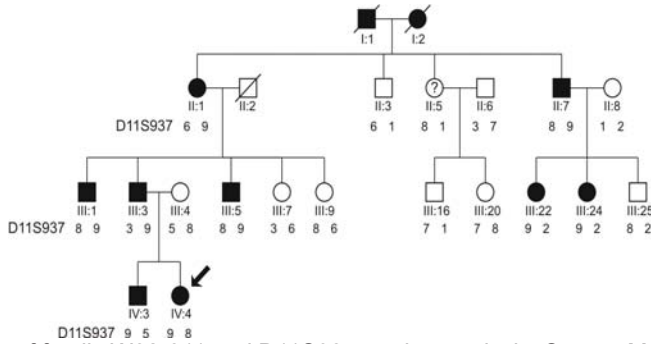 I:1 I:2
?
II:1 II:2 II:3 II:5 II:6 II:7 II:8
D11S937 6 9 6 1 8 1 3 7 8 9 1 2
III:1 III:3 III:4 III:5 III:7 III:9 III:16 III:20 III:22 III:24 III:25
D11S937 8 9 3 9 5 8 8 9 3 6 8 6 7 1 7 8 9 2 9 2 8 2
IV:3 IV:4
D11S937 9 5 9 8